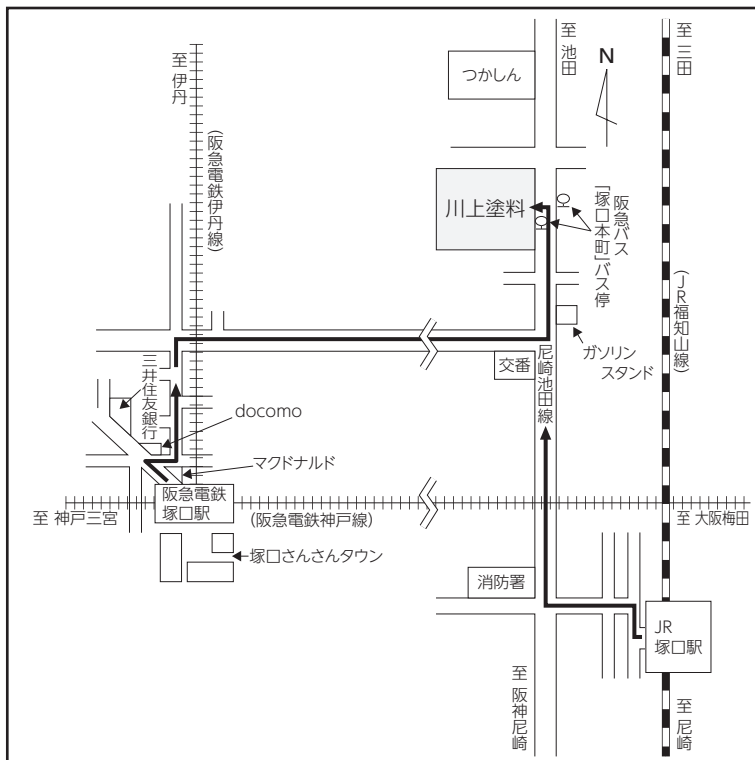 至 伊丹
(阪急電鉄伊丹線)
つかしん
至 池田
N
至 三田
川上塗料
阪急バス
「塚口本町」バス停
(JR福知山線)
ガソリン
スタンド
交番
尼崎池田線
三井住友銀行
docomo
マクドナルド
阪急電鉄
塚口駅
至 神戸三宮
(阪急電鉄神戸線)
至 大阪梅田
塚口さんさんタウン
消防署
JR
塚口駅
至 阪神尼崎
至 尼崎